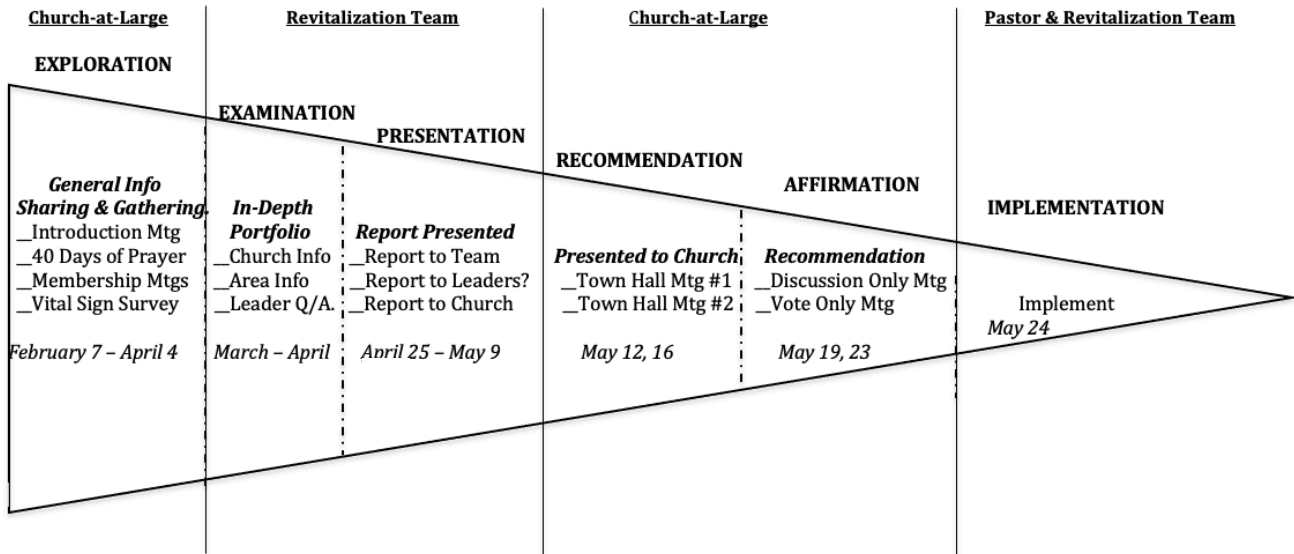 Church-at-Large
Revitalization Team
Church-at-Large
Pastor & Revitalization Team
EXPLORATION
EXAMINATION
PRESENTATION
RECOMMENDATION
AFFIRMATION
IMPLEMENTATION
General Info
Sharing & Gathering.
__Introduction Mtg
__40 Days of Prayer
__Membership Mtgs
__Vital Sign Survey
February 7 – April 4
In-Depth
Portfolio
__Church Info
__Area Info
__Leader Q/A.
March – April
Report Presented
__Report to Team
__Report to Leaders?
__Report to Church
April 25 – May 9
Presented to Church
__Town Hall Mtg #1
__Town Hall Mtg #2
May 12, 16
Recommendation
__Discussion Only Mtg
__Vote Only Mtg
May 19, 23
Implement
May 24